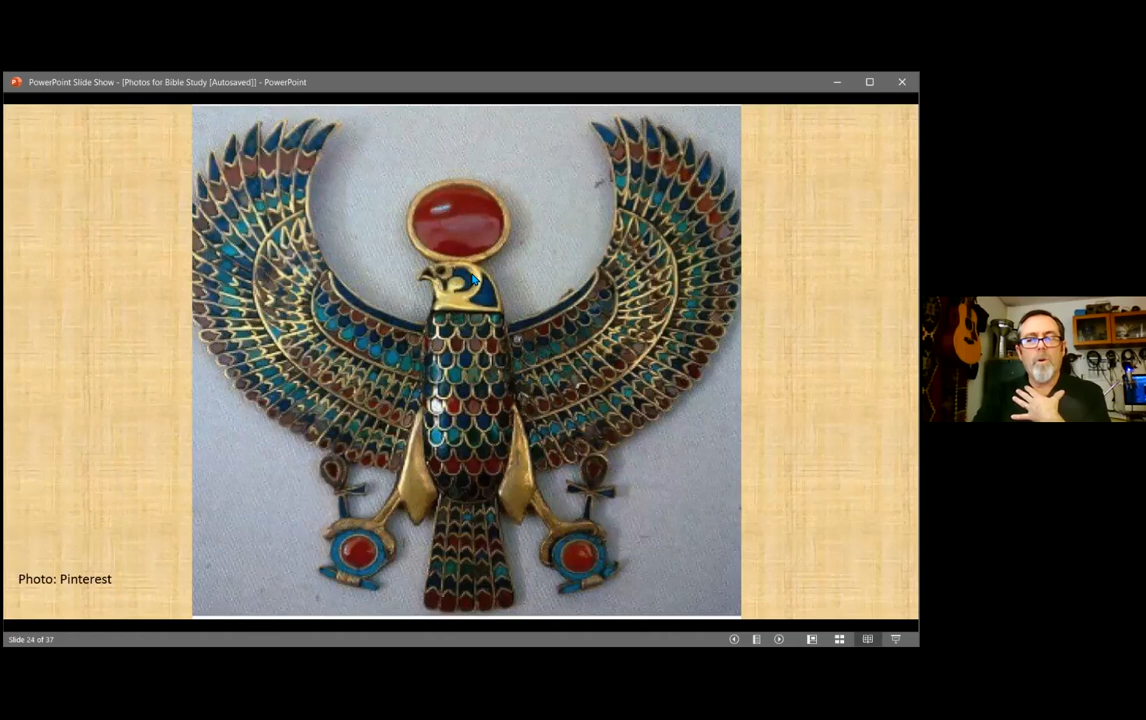 PowerPoint Slide Show - [Photos for Bible Study [Autosaved]] - PowerPoint
Photo: Pinterest
Slide 24 of 37